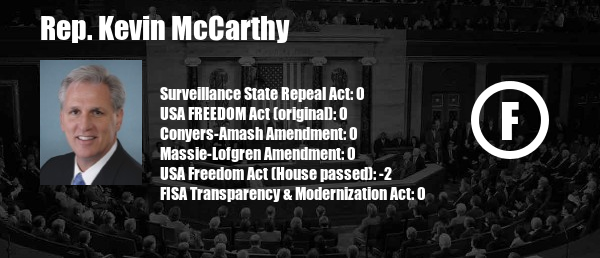 Rep. Kevin McCarthy
Surveillance State Repeal Act: 0
USA FREEDOM Act (original): 0
Conyers-Amash Amendment: 0
Massie-Lofgren Amendment: 0
USA Freedom Act (House passed): -2
FISA Transparency & Modernization Act: 0
F